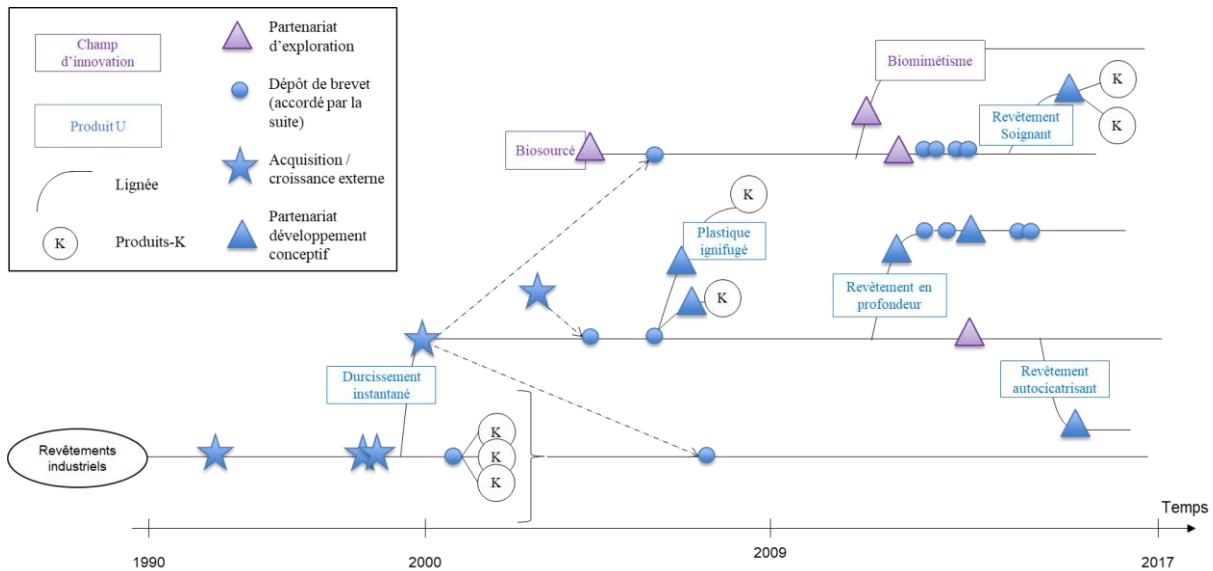 Champ
d'innovation
Partenariat
d'exploration
Produit U
Dépôt de brevet
(accordé par la
suite)
Lignée
Acquisition /
croissance externe
K
Produits-K
Partenariat
développement
conceptif
Biomimétisme
K
Biosourcé
Revêtement
Soignant
K
K
Plastique
ignifugé
K
Revêtement en
profondeur
Durcissement
instantané
Revêtement
autocicatrisant
Revêtements
industriels
K
K
K
Temps
1990
2000
2009
2017